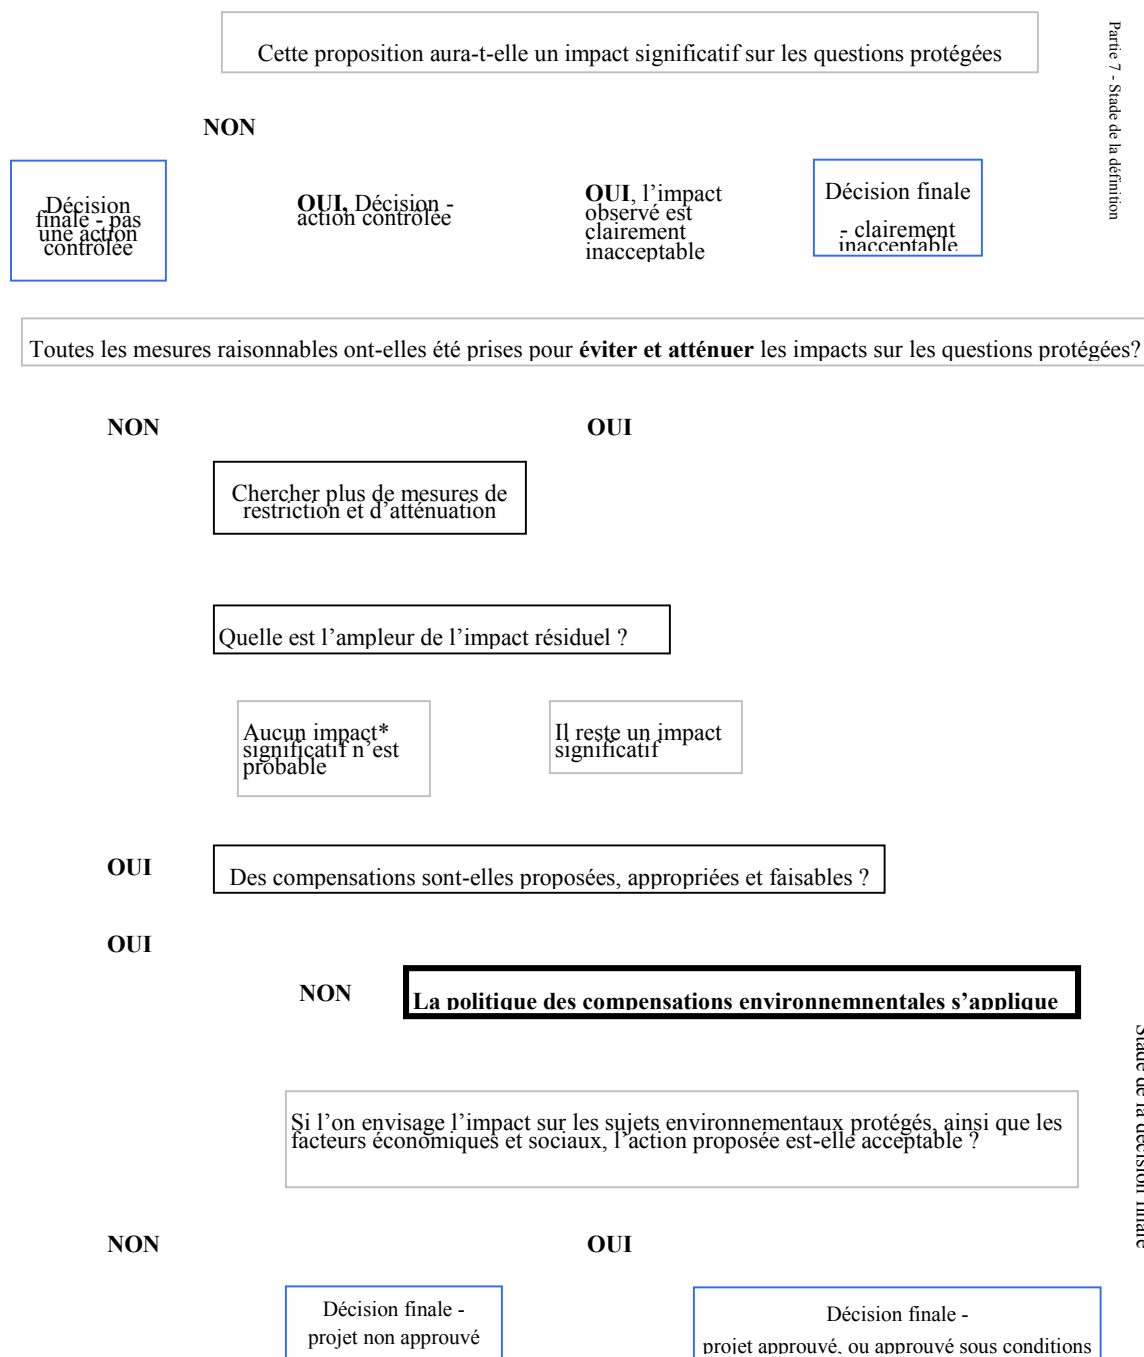 Cette proposition aura-t-elle un impact significatif sur les questions protégées
Partie 7 - Stade de la définition
NON
Décision
finale - pas
une action
contrôlée
OUI, Décision -
action contrôlée
OUI, l’impact
observé est
clairement
inacceptable
Décision finale
- clairement
inacceptable
Toutes les mesures raisonnables ont-elles été prises pour éviter et atténuer les impacts sur les questions protégées?
NON
OUI
Chercher plus de mesures de
restriction et d’atténuation
Quelle est l’ampleur de l’impact résiduel ?
Aucun impact*
significatif n’est
probable
Il reste un impact
significatif
OUI
Des compensations sont-elles proposées, appropriées et faisables ?
OUI
NON
La politique des compensations environnemnentales s’applique
Stade de la décision finale
Si l’on envisage l’impact sur les sujets environnementaux protégés, ainsi que les
facteurs économiques et sociaux, l’action proposée est-elle acceptable ?
NON
OUI
Décision finale -
projet non approuvé
Décision finale -
projet approuvé, ou approuvé sous conditions